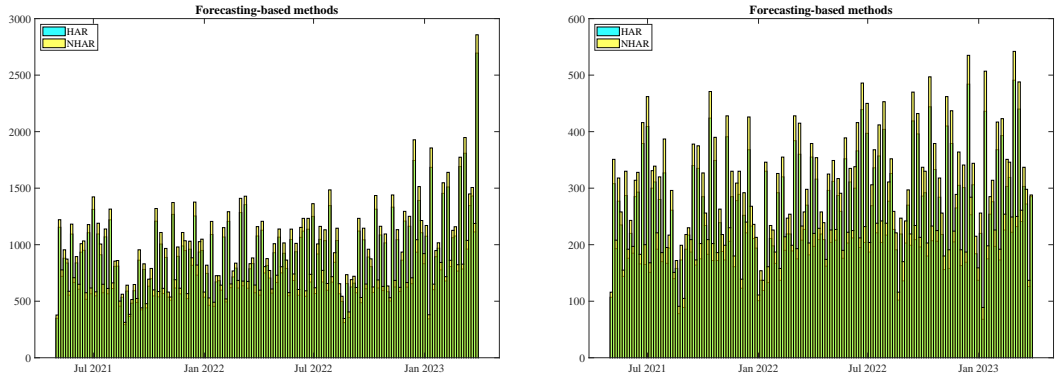 Forecasting-based methods
3000
2500
2000
1500
1000
500
0
HAR
NHAR
Jul 2021
Jan 2022
Jul 2022
Jan 2023
Forecasting-based methods
600
500
400
300
200
100
0
HAR
NHAR
Jul 2021
Jan 2022
Jul 2022
Jan 2023